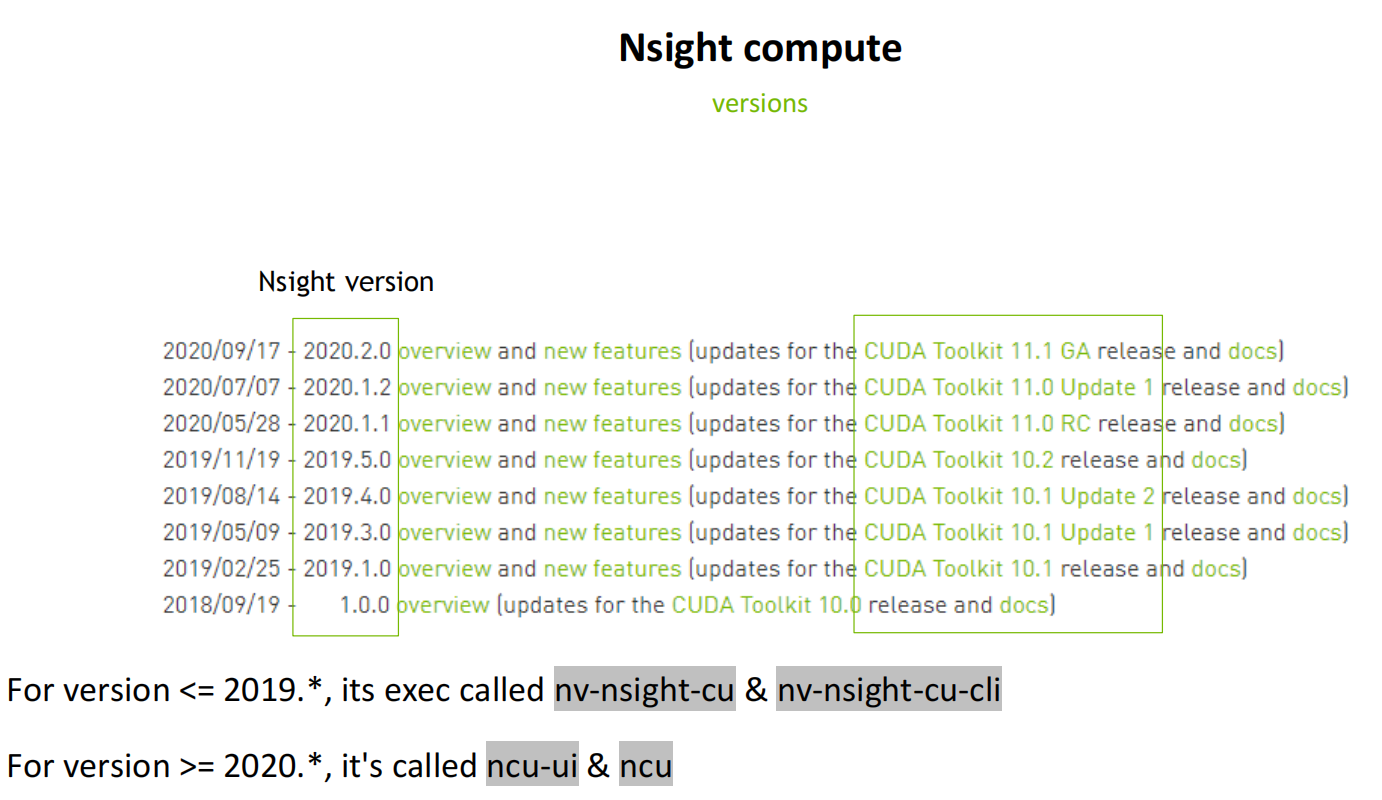 Nsight compute
versions
Nsight version
2020/09/17 - 2020.2.0 overview and new features (updates for the CUDA Toolkit 11.1 GA release and docs)
2020/07/07 - 2020.1.2 overview and new features (updates for the CUDA Toolkit 11.0 Update 1 release and docs)
2020/05/28 - 2020.1.1 overview and new features (updates for the CUDA Toolkit 11.0 RC release and docs)
2019/11/19 - 2019.5.0 overview and new features (updates for the CUDA Toolkit 10.2 release and docs)
2019/08/14 - 2019.4.0 overview and new features (updates for the CUDA Toolkit 10.1 Update 2 release and docs)
2019/05/09 - 2019.3.0 overview and new features (updates for the CUDA Toolkit 10.1 Update 1 release and docs)
2019/02/25 - 2019.1.0 overview and new features (updates for the CUDA Toolkit 10.1 release and docs)
2018/09/19 - 1.0.0 overview (updates for the CUDA Toolkit 10.0 release and docs)
For version <= 2019.*, its exec called nv-nsight-cu & nv-nsight-cu-cli
For version >= 2020.*, it's called ncu-ui & ncu